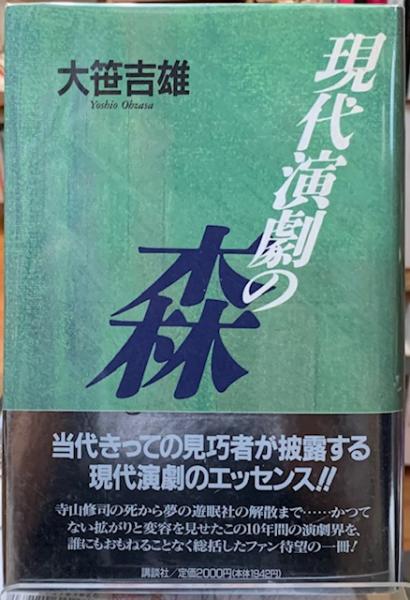 大笹吉雄
Yoshio Ohzasa
現代演劇の
森
当代きっての見巧者が披露する
現代演劇のエッセンス!!
寺山修司の死から夢の遊眠社の解散まで……かつて
ない拡がりと変容を見せたこの10年間の演劇界を、
誰にもおもねることなく総括したファン待望の一冊!
講談社/定価2000円(本体1942円)